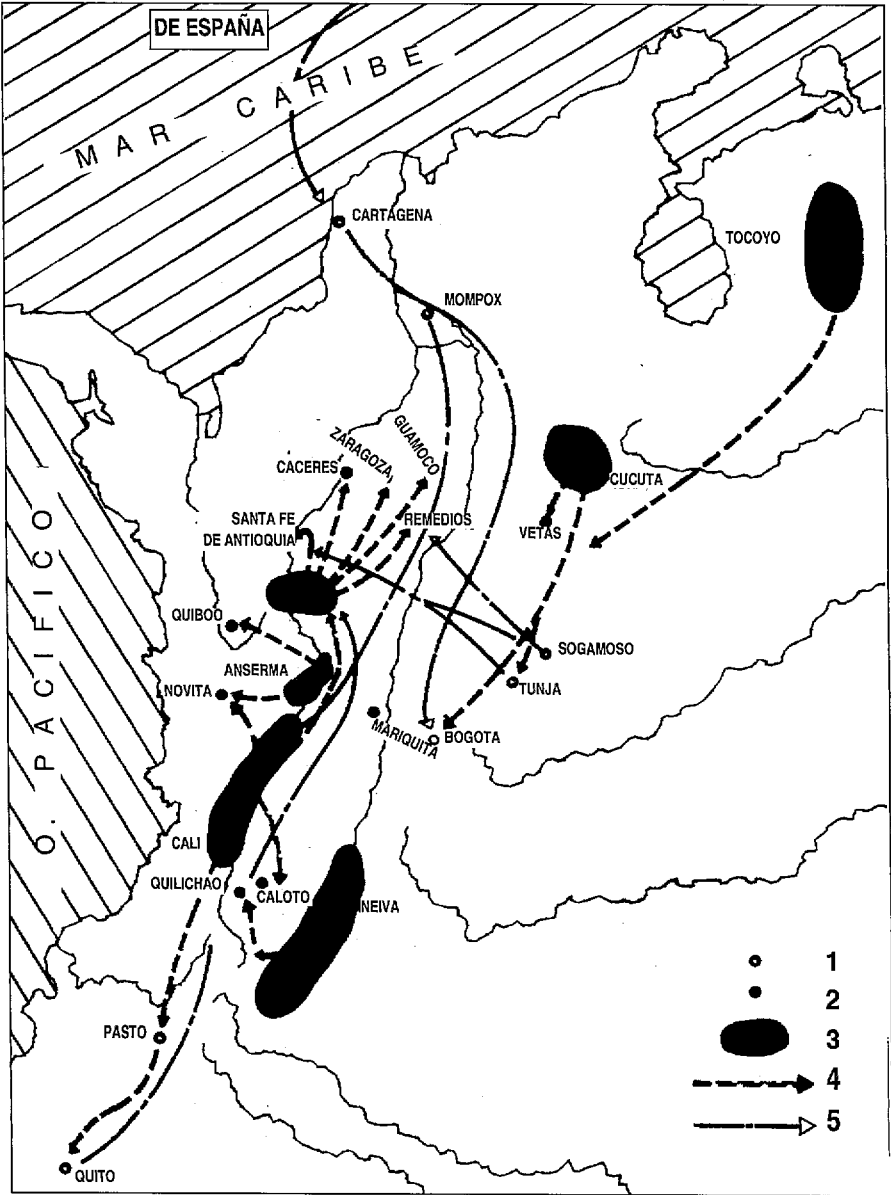 DE ESPAÑA
MAR CARIBE
CARTAGENA
TOCOYO
MOMPOX
ZARAGOZA,
GUAMOCO
CACERES
CUCUTA
SANTA FE
DE ANTIOQUIA
REMEDIOS
VETAS
O. PACIFICO
QUIBOO
SOGAMOSO
ANSERMA
TUNJA
NOVITA
MARIQUITA
BOGOTA
CALI
QUILICHAO
CALOTO
NEIVA
1
2
PASTO
3
4
5
QUITO